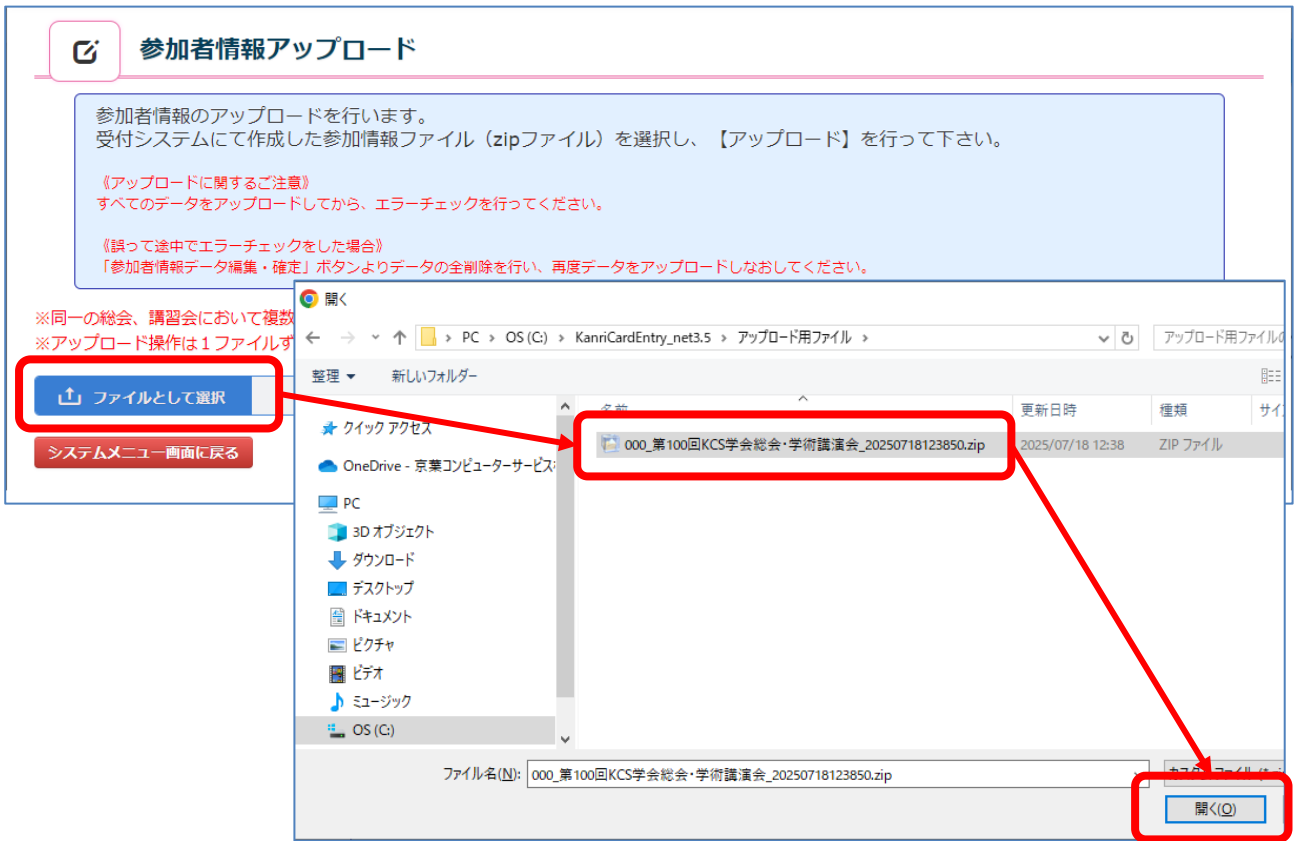 参加者情報アップロード
参加者情報のアップロードを行います。
受付システムにて作成した参加情報ファイル（zipファイル）を選択し、【アップロード】を行って下さい。
《アップロードに関するご注意》
すべてのデータをアップロードしてから、エラーチェックを行ってください。
《誤って途中でエラーチェックをした場合》
「参加者情報データ編集・確定」ボタンよりデータの全削除を行い、再度データをアップロードしなおしてください。
※同一の総会、講習会において複数
※アップロード操作は１ファイルず
ファイルとして選択
システムメニュー画面に戻る
開く
PC › OS (C:) › KanriCardEntry_net3.5 › アップロード用ファイル ›
アップロード用ファイルの
整理
新しいフォルダー
名前
更新日時
種類
サイ
000_第100回KCS学会総会・学術講演会_20250718123850.zip
2025/07/18 12:38
ZIP ファイル
クイック アクセス
OneDrive - 京葉コンピューターサービス
PC
3D オブジェクト
ダウンロード
デスクトップ
ドキュメント
ピクチャ
ビデオ
ミュージック
OS (C:)
ファイル名(N):
000_第100回KCS学会総会・学術講演会_20250718123850.zip
開く(O)